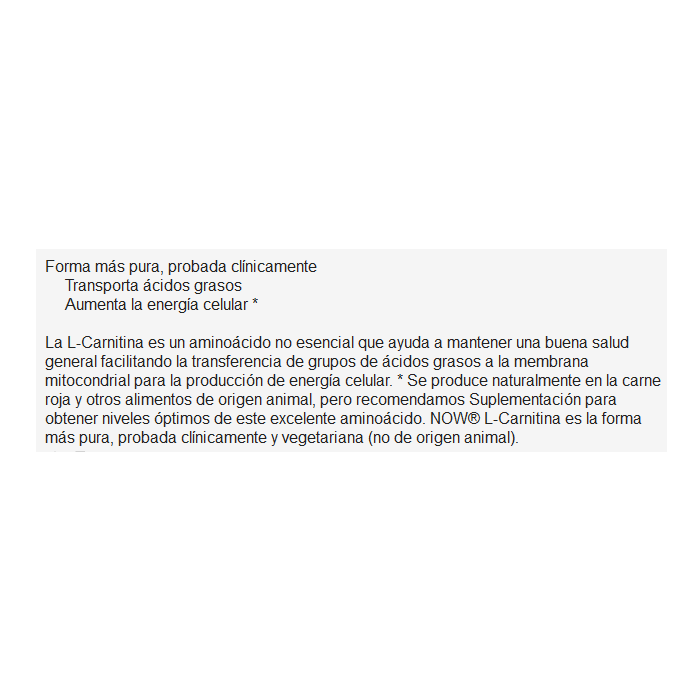 Forma más pura, probada clínicamente
Transporta ácidos grasos
Aumenta la energía celular *
La L-Carnitina es un aminoácido no esencial que ayuda a mantener una buena salud
general facilitando la transferencia de grupos de ácidos grasos a la membrana
mitocondrial para la producción de energía celular. * Se produce naturalmente en la carne
roja y otros alimentos de origen animal, pero recomendamos Suplementación para
obtener niveles óptimos de este excelente aminoácido. NOW® L-Carnitina es la forma
más pura, probada clínicamente y vegetariana (no de origen animal).